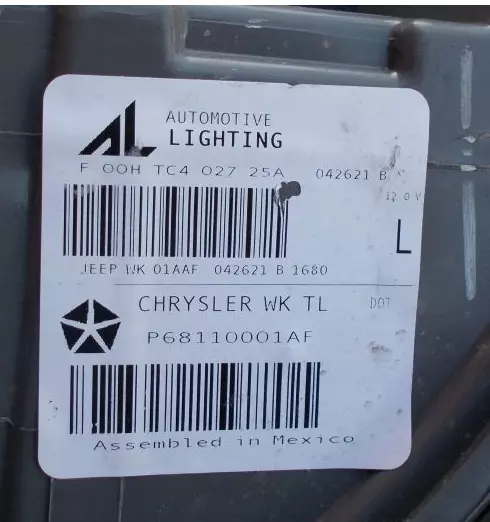 AL AUTOMOTIVE
LIGHTING
F 00H TC4 027 25A 042621 B
12.0 V
L
JEEP WK 01AAF 042621 B 1680
CHRYSLER WK TL DOT
P68110001AF
Assembled in Mexico